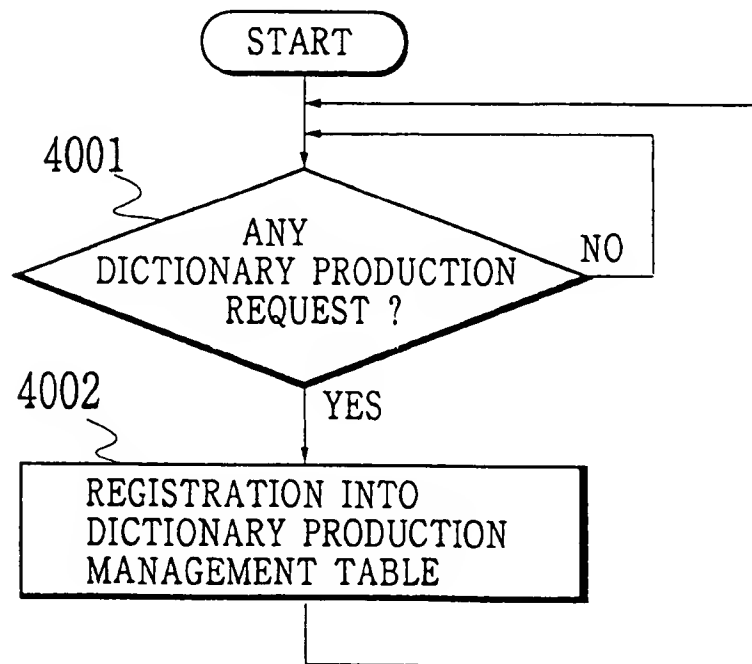 START
4001
ANY
DICTIONARY PRODUCTION
REQUEST ?
NO
YES
4002
REGISTRATION INTO
DICTIONARY PRODUCTION
MANAGEMENT TABLE